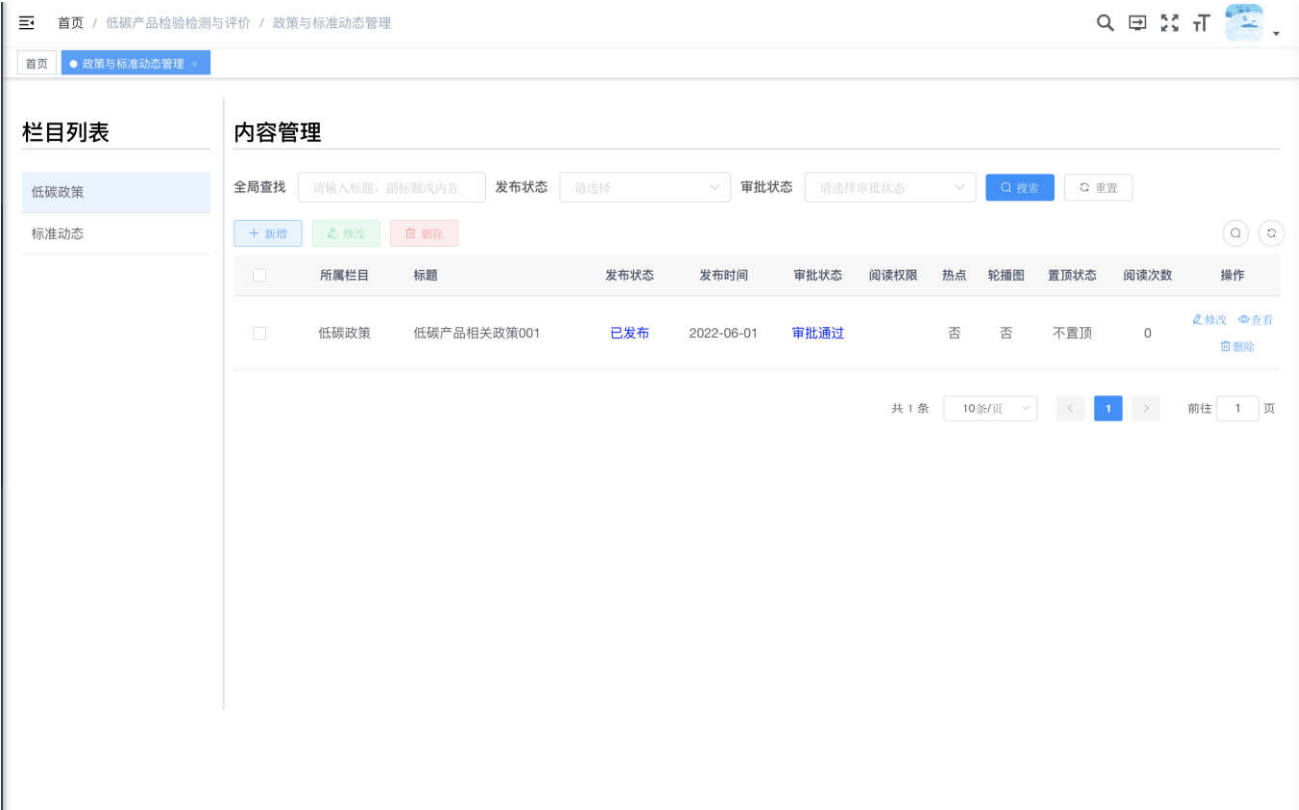 首页 / 低碳产品检验检测与评价 / 政策与标准动态管理
首页 政策与标准动态管理 ×
栏目列表
低碳政策
标准动态
内容管理
全局查找 请输入标题、副标题或内容 发布状态 请选择 审批状态 请选择审批状态 搜索 重置
+ 新增 修改 删除
所属栏目 标题 发布状态 发布时间 审批状态 阅读权限 热点 轮播图 置顶状态 阅读次数 操作
低碳政策 低碳产品相关政策001 已发布 2022-06-01 审批通过 否 否 不置顶 0 修改 查看
删除
共 1 条 10条/页 < 1 > 前往 1 页